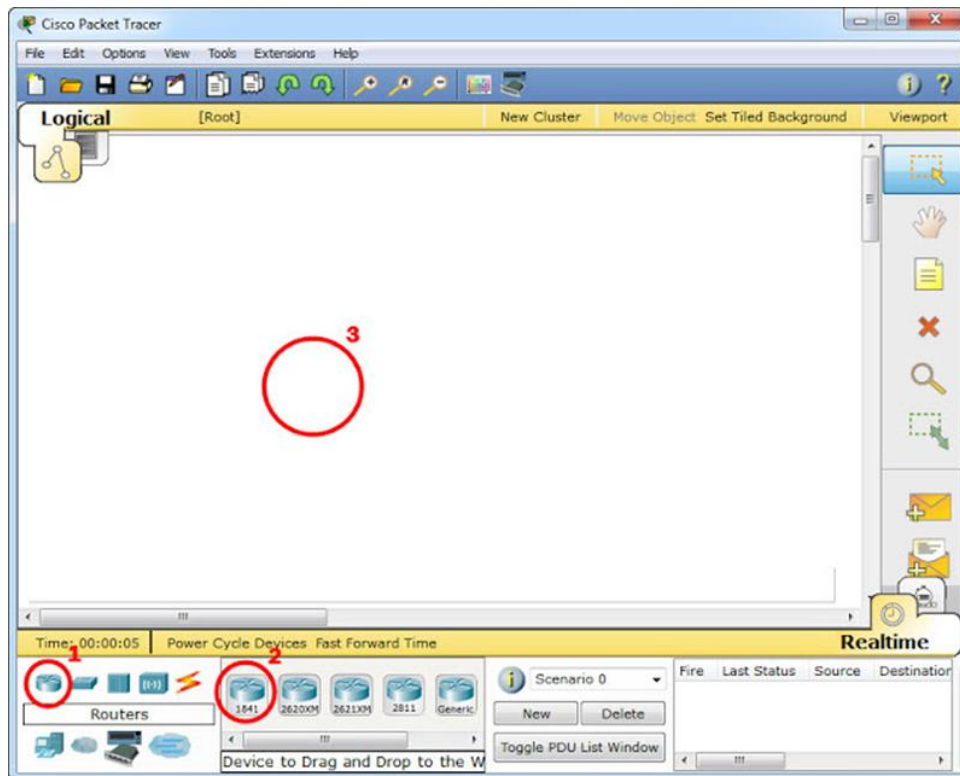 Cisco Packet Tracer
File Edit Options View Tools Extensions Help
Logical [Root] New Cluster Move Object Set Tiled Background Viewport
3
Time: 00:00:05 Power Cycle Devices Fast Forward Time Realtime
1
2
Routers
1841 2620XM 2621XM 2811 Generic
Device to Drag and Drop to the W
Scenario 0
New Delete
Toggle PDU List Window
Fire Last Status Source Destination